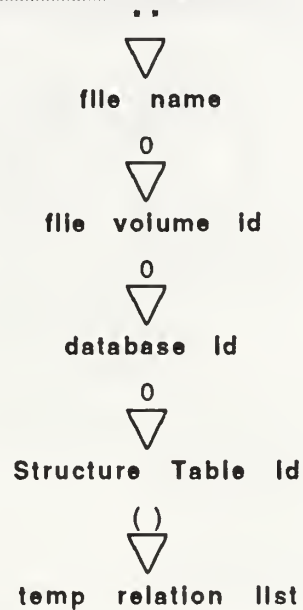 " "
file name
0
file volume id
0
database id
0
Structure Table id
( )
temp relation list